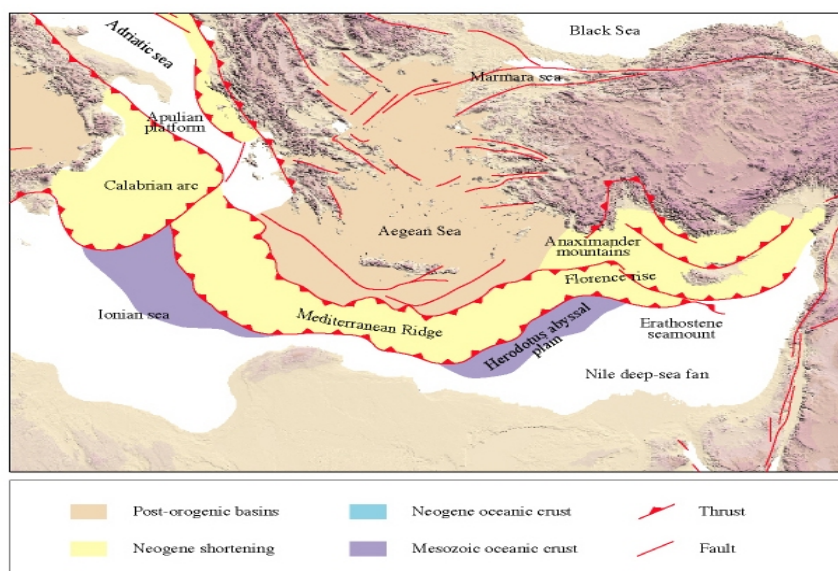 Black Sea
Adriatic sea
Marmara sea
Apulian
platform
Calabrian arc
Aegean Sea
Anaximander
mountains
Florence rise
Ionian sea
Mediterranean Ridge
Herodotus abyssal
plain
Erathostene
seamount
Nile deep-sea fan
Post-orogenic basins
Neogene oceanic crust
Thrust
Neogene shortening
Mesozoic oceanic crust
Fault